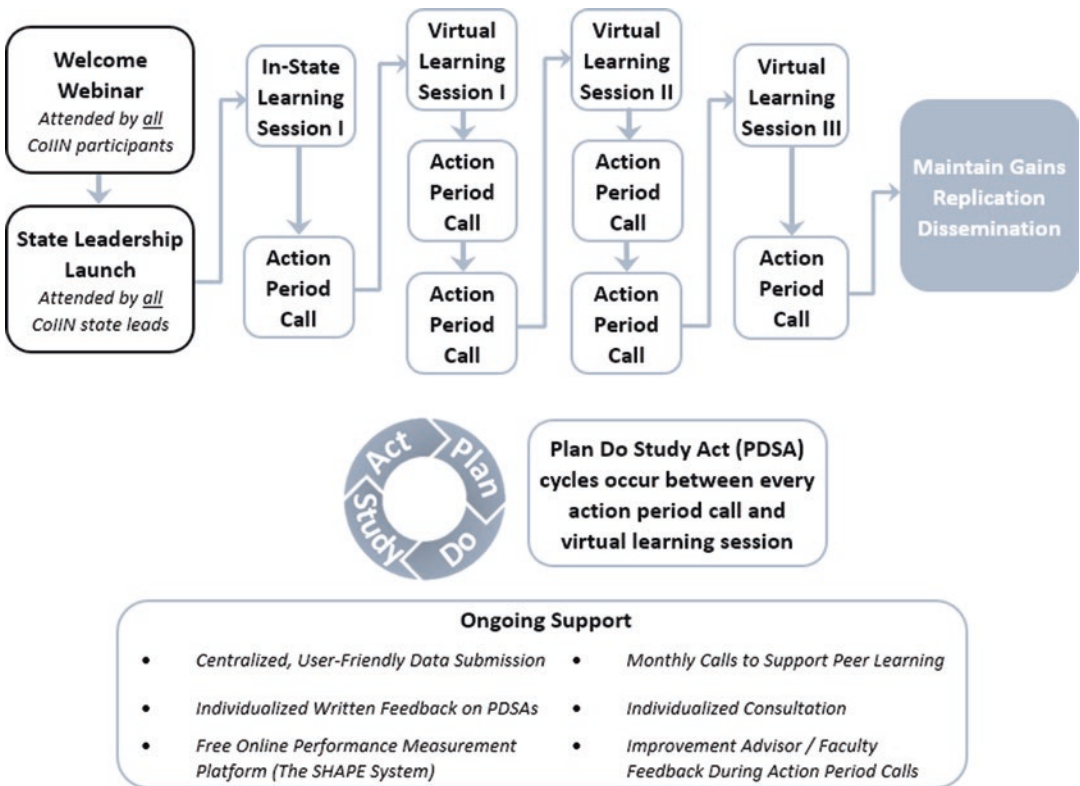 Welcome
Webinar
Attended by all
CoIIN participants
State Leadership
Launch
Attended by all
CoIIN state leads
In-State
Learning
Session I
Action
Period
Call
Virtual
Learning
Session I
Action
Period
Call
Action
Period
Call
Virtual
Learning
Session II
Action
Period
Call
Action
Period
Call
Virtual
Learning
Session III
Action
Period
Call
Maintain Gains
Replication
Dissemination
Act
Plan
Do
Study
Plan Do Study Act (PDSA)
cycles occur between every
action period call and
virtual learning session
Ongoing Support
• Centralized, User-Friendly Data Submission
• Individualized Written Feedback on PDSAs
• Free Online Performance Measurement
Platform (The SHAPE System)
• Monthly Calls to Support Peer Learning
• Individualized Consultation
• Improvement Advisor / Faculty
Feedback During Action Period Calls